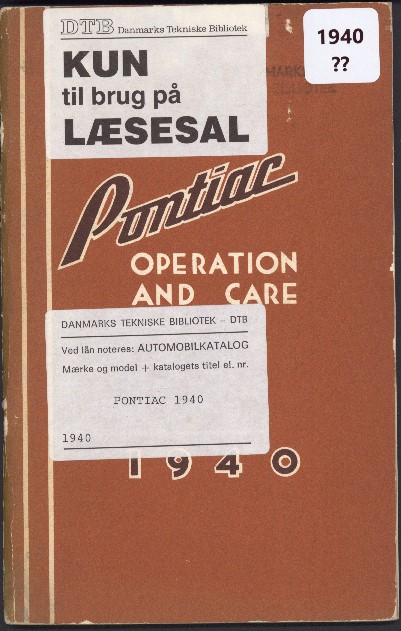 DTB Danmarks Tekniske Bibliotek
KUN
til brug på
LÆSESAL
1940
??
Pontiac
OPERATION
AND CARE
DANMARKS TEKNISKE BIBLIOTEK – DTB
Ved lån noteres: AUTOMOBILKATALOG
Mærke og model + katalogets titel el. nr.
PONTIAC 1940
1940
1940